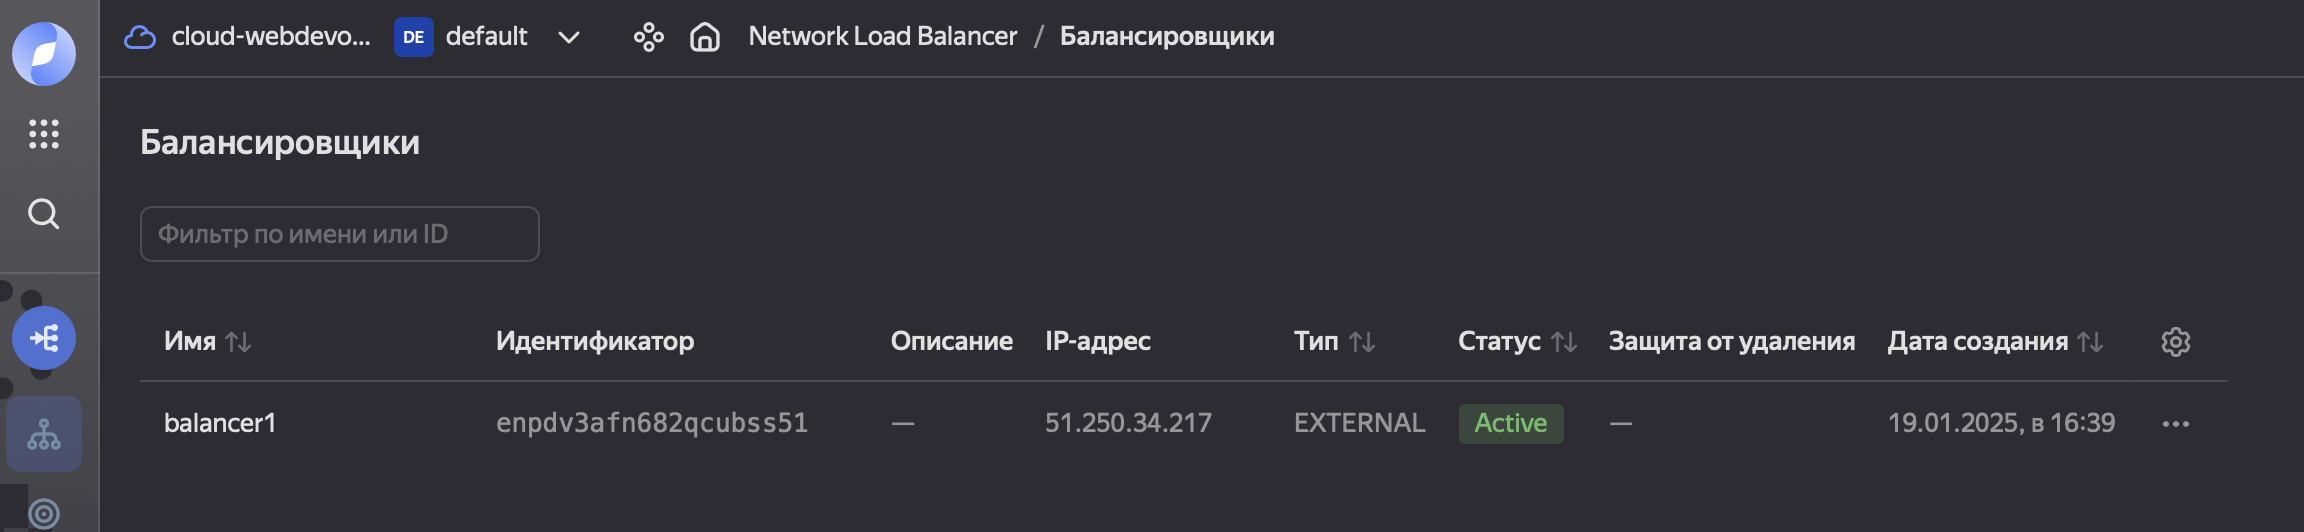 cloud-webdevo... DE default Network Load Balancer / Балансировщики
Балансировщики
Фильтр по имени или ID
Имя Идентификатор Описание IP-адрес Тип Статус Защита от удаления Дата создания
balancer1 enpdv3afn682qcubss51 — 51.250.34.217 EXTERNAL Active — 19.01.2025, в 16:39